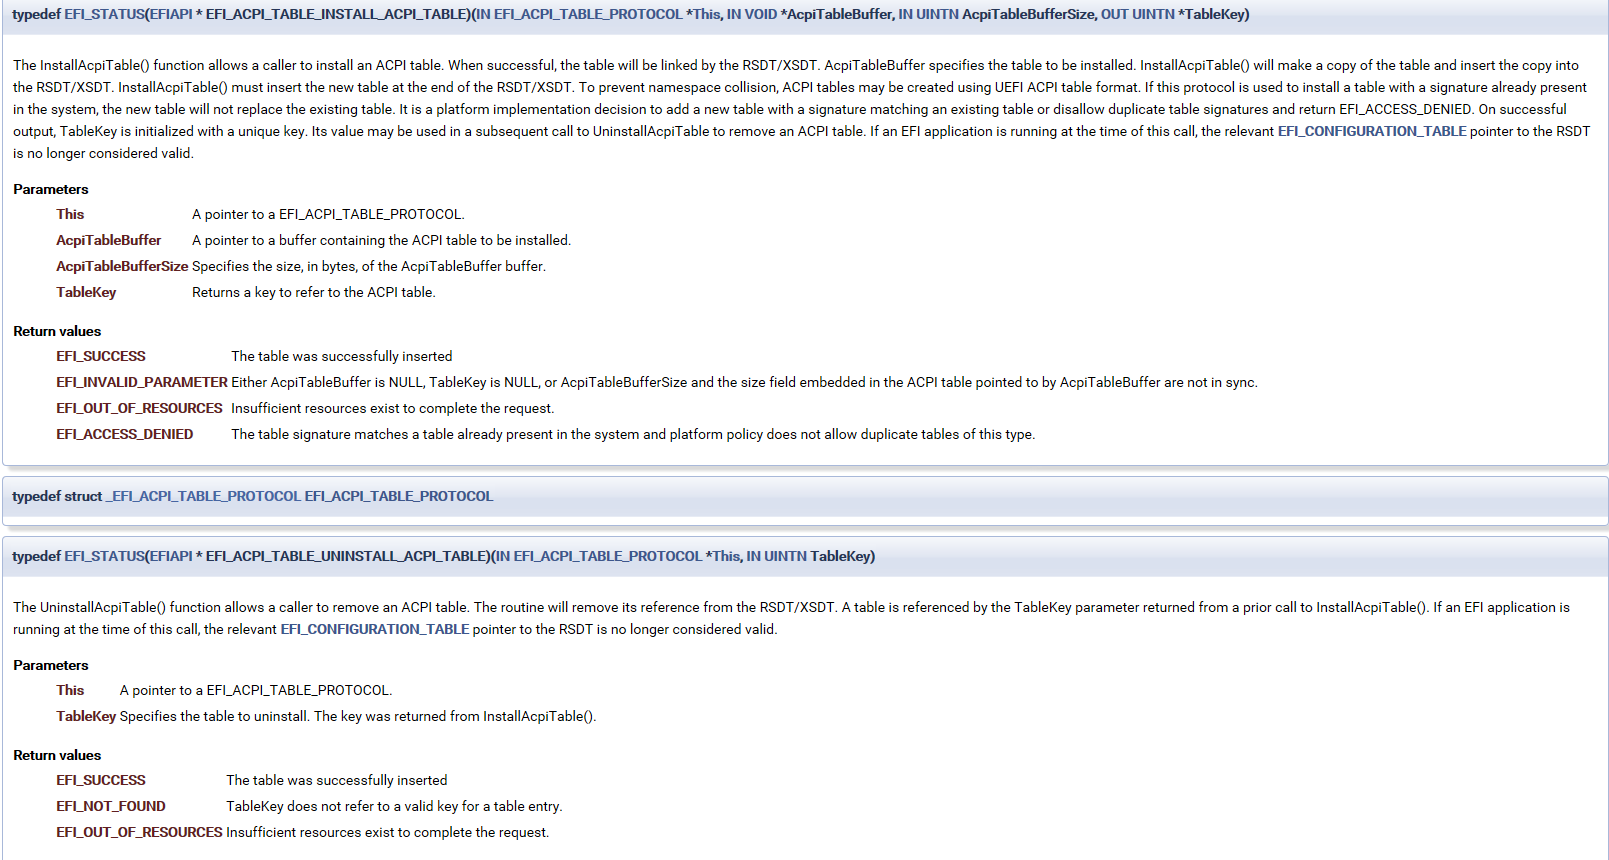 typedef EFI_STATUS(EFIAPI * EFI_ACPI_TABLE_INSTALL_ACPI_TABLE)(IN EFI_ACPI_TABLE_PROTOCOL *This, IN VOID *AcpiTableBuffer, IN UINTN AcpiTableBufferSize, OUT UINTN *TableKey)
The InstallAcpiTable() function allows a caller to install an ACPI table. When successful, the table will be linked by the RSDT/XSDT. AcpiTableBuffer specifies the table to be installed. InstallAcpiTable() will make a copy of the table and insert the copy into
the RSDT/XSDT. InstallAcpiTable() must insert the new table at the end of the RSDT/XSDT. To prevent namespace collision, ACPI tables may be created using UEFI ACPI table format. If this protocol is used to install a table with a signature already present
in the system, the new table will not replace the existing table. It is a platform implementation decision to add a new table with a signature matching an existing table or disallow duplicate table signatures and return EFI_ACCESS_DENIED. On successful
output, TableKey is initialized with a unique key. Its value may be used in a subsequent call to UninstallAcpiTable to remove an ACPI table. If an EFI application is running at the time of this call, the relevant EFI_CONFIGURATION_TABLE pointer to the RSDT
is no longer considered valid.
Parameters
This A pointer to a EFI_ACPI_TABLE_PROTOCOL.
AcpiTableBuffer A pointer to a buffer containing the ACPI table to be installed.
AcpiTableBufferSize Specifies the size, in bytes, of the AcpiTableBuffer buffer.
TableKey Returns a key to refer to the ACPI table.
Return values
EFI_SUCCESS The table was successfully inserted
EFI_INVALID_PARAMETER Either AcpiTableBuffer is NULL, TableKey is NULL, or AcpiTableBufferSize and the size field embedded in the ACPI table pointed to by AcpiTableBuffer are not in sync.
EFI_OUT_OF_RESOURCES Insufficient resources exist to complete the request.
EFI_ACCESS_DENIED The table signature matches a table already present in the system and platform policy does not allow duplicate tables of this type.
typedef struct _EFI_ACPI_TABLE_PROTOCOL EFI_ACPI_TABLE_PROTOCOL
typedef EFI_STATUS(EFIAPI * EFI_ACPI_TABLE_UNINSTALL_ACPI_TABLE)(IN EFI_ACPI_TABLE_PROTOCOL *This, IN UINTN TableKey)
The UninstallAcpiTable() function allows a caller to remove an ACPI table. The routine will remove its reference from the RSDT/XSDT. A table is referenced by the TableKey parameter returned from a prior call to InstallAcpiTable(). If an EFI application is
running at the time of this call, the relevant EFI_CONFIGURATION_TABLE pointer to the RSDT is no longer considered valid.
Parameters
This A pointer to a EFI_ACPI_TABLE_PROTOCOL.
TableKey Specifies the table to uninstall. The key was returned from InstallAcpiTable().
Return values
EFI_SUCCESS The table was successfully inserted
EFI_NOT_FOUND TableKey does not refer to a valid key for a table entry.
EFI_OUT_OF_RESOURCES Insufficient resources exist to complete the request.